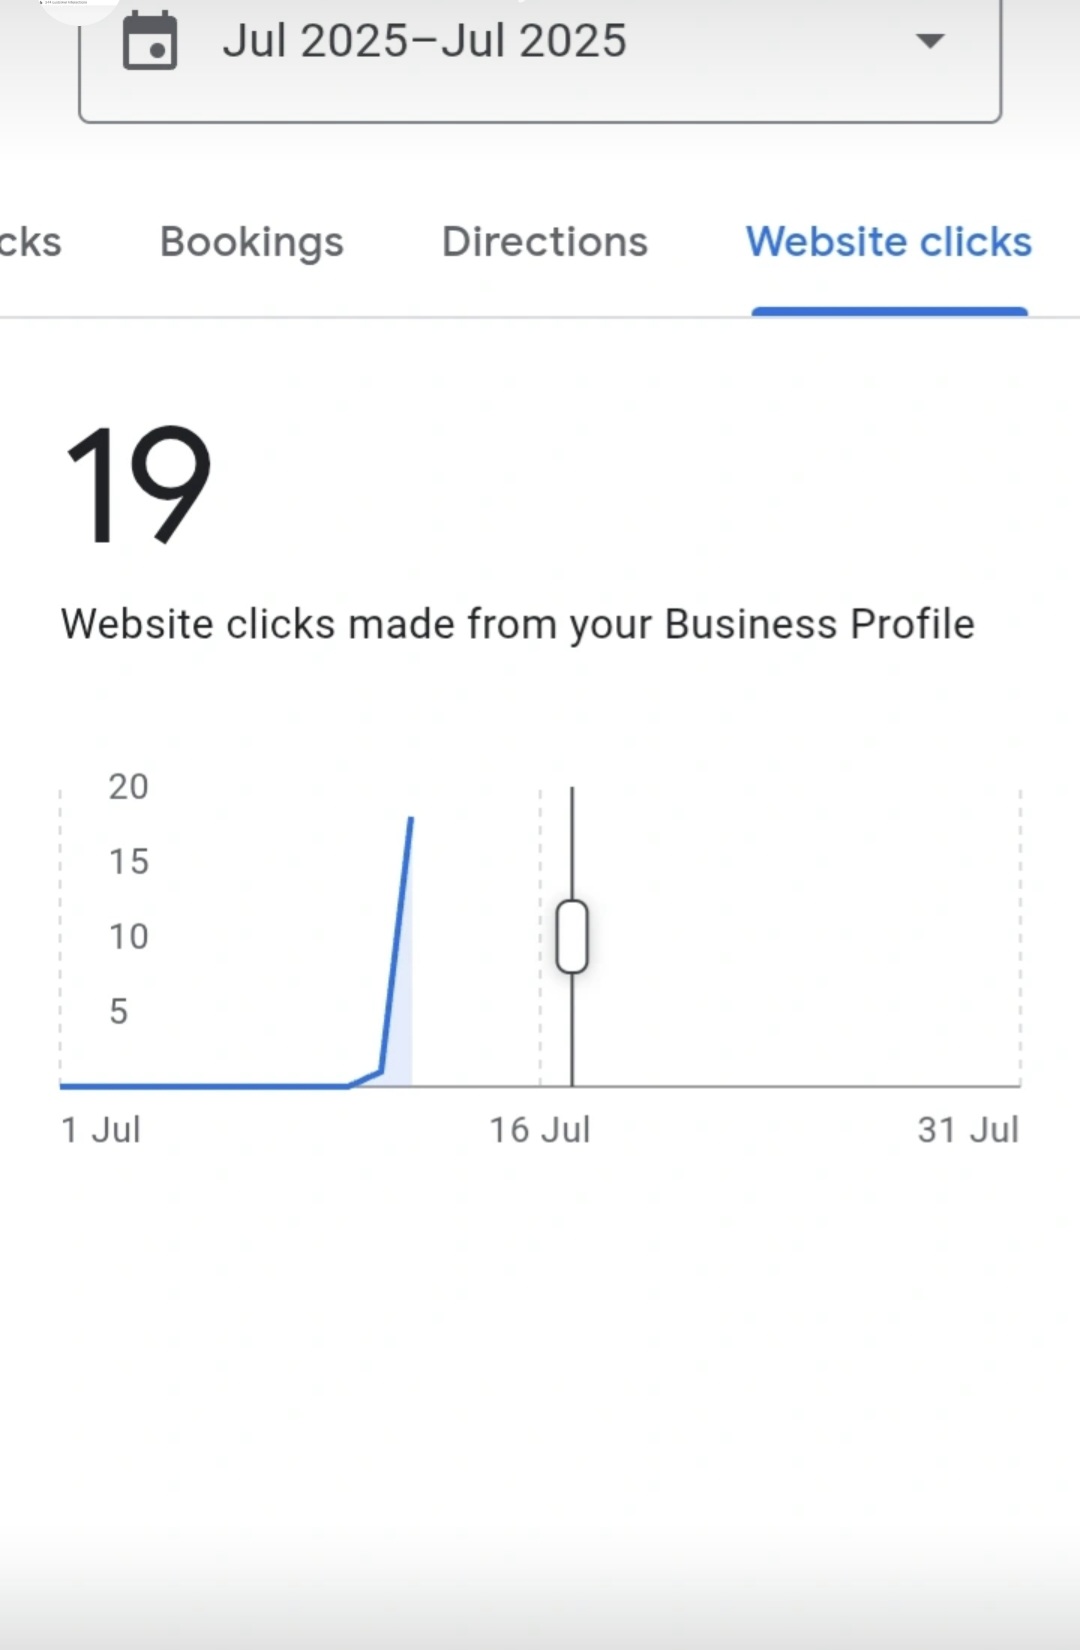 Jul 2025–Jul 2025
cks
Bookings
Directions
Website clicks
19
Website clicks made from your Business Profile
20
15
10
5
1 Jul
16 Jul
31 Jul